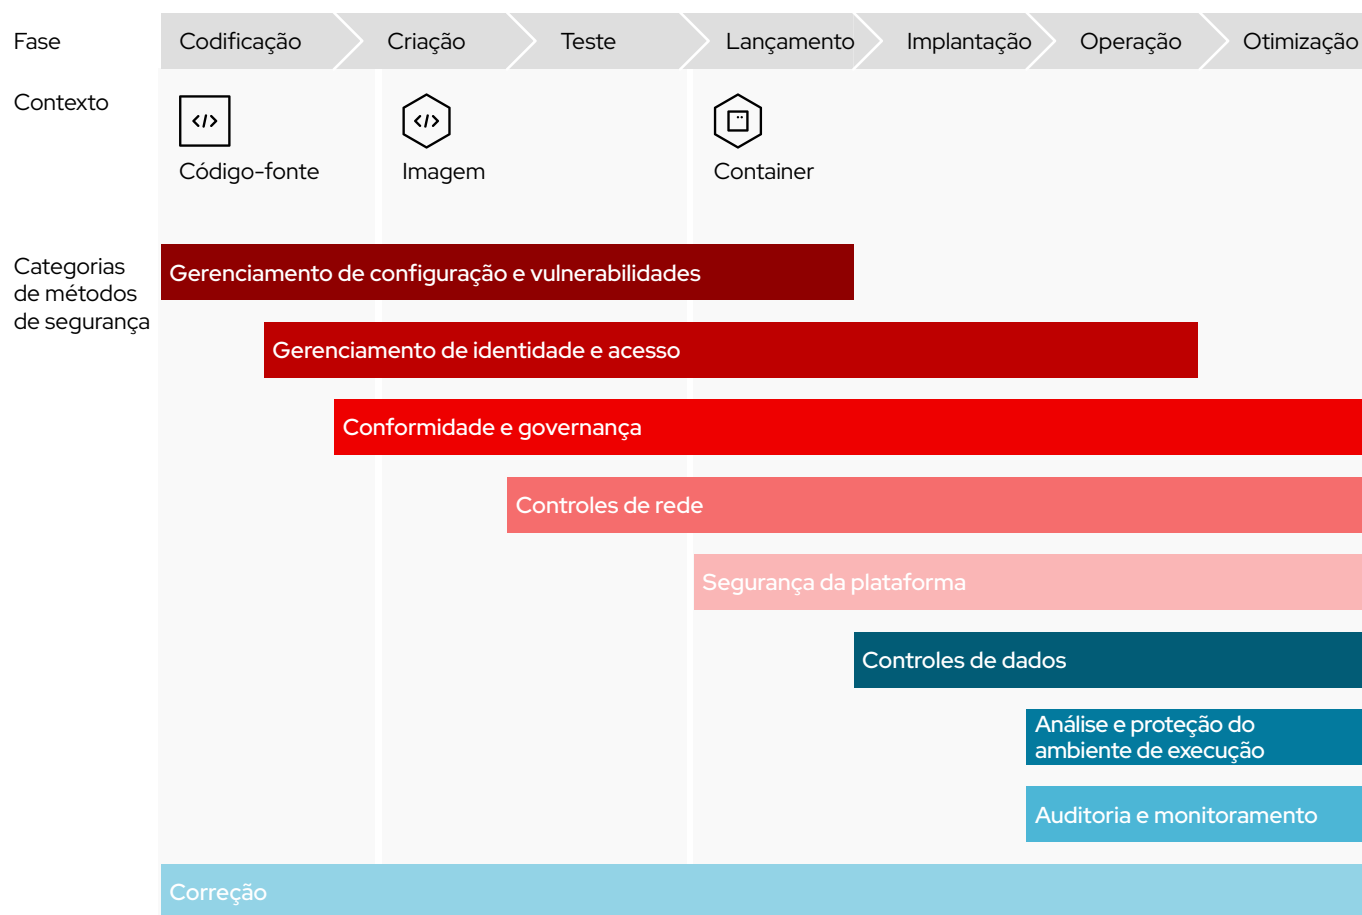 Fase
Codificação
Criação
Teste
Lançamento
Implantação
Operação
Otimização
Contexto
</>
</>
Código-fonte
Imagem
Container
Categorias
de métodos
de segurança
Gerenciamento de configuração e vulnerabilidades
Gerenciamento de identidade e acesso
Conformidade e governança
Controles de rede
Segurança da plataforma
Controles de dados
Análise e proteção do
ambiente de execução
Auditoria e monitoramento
Correção